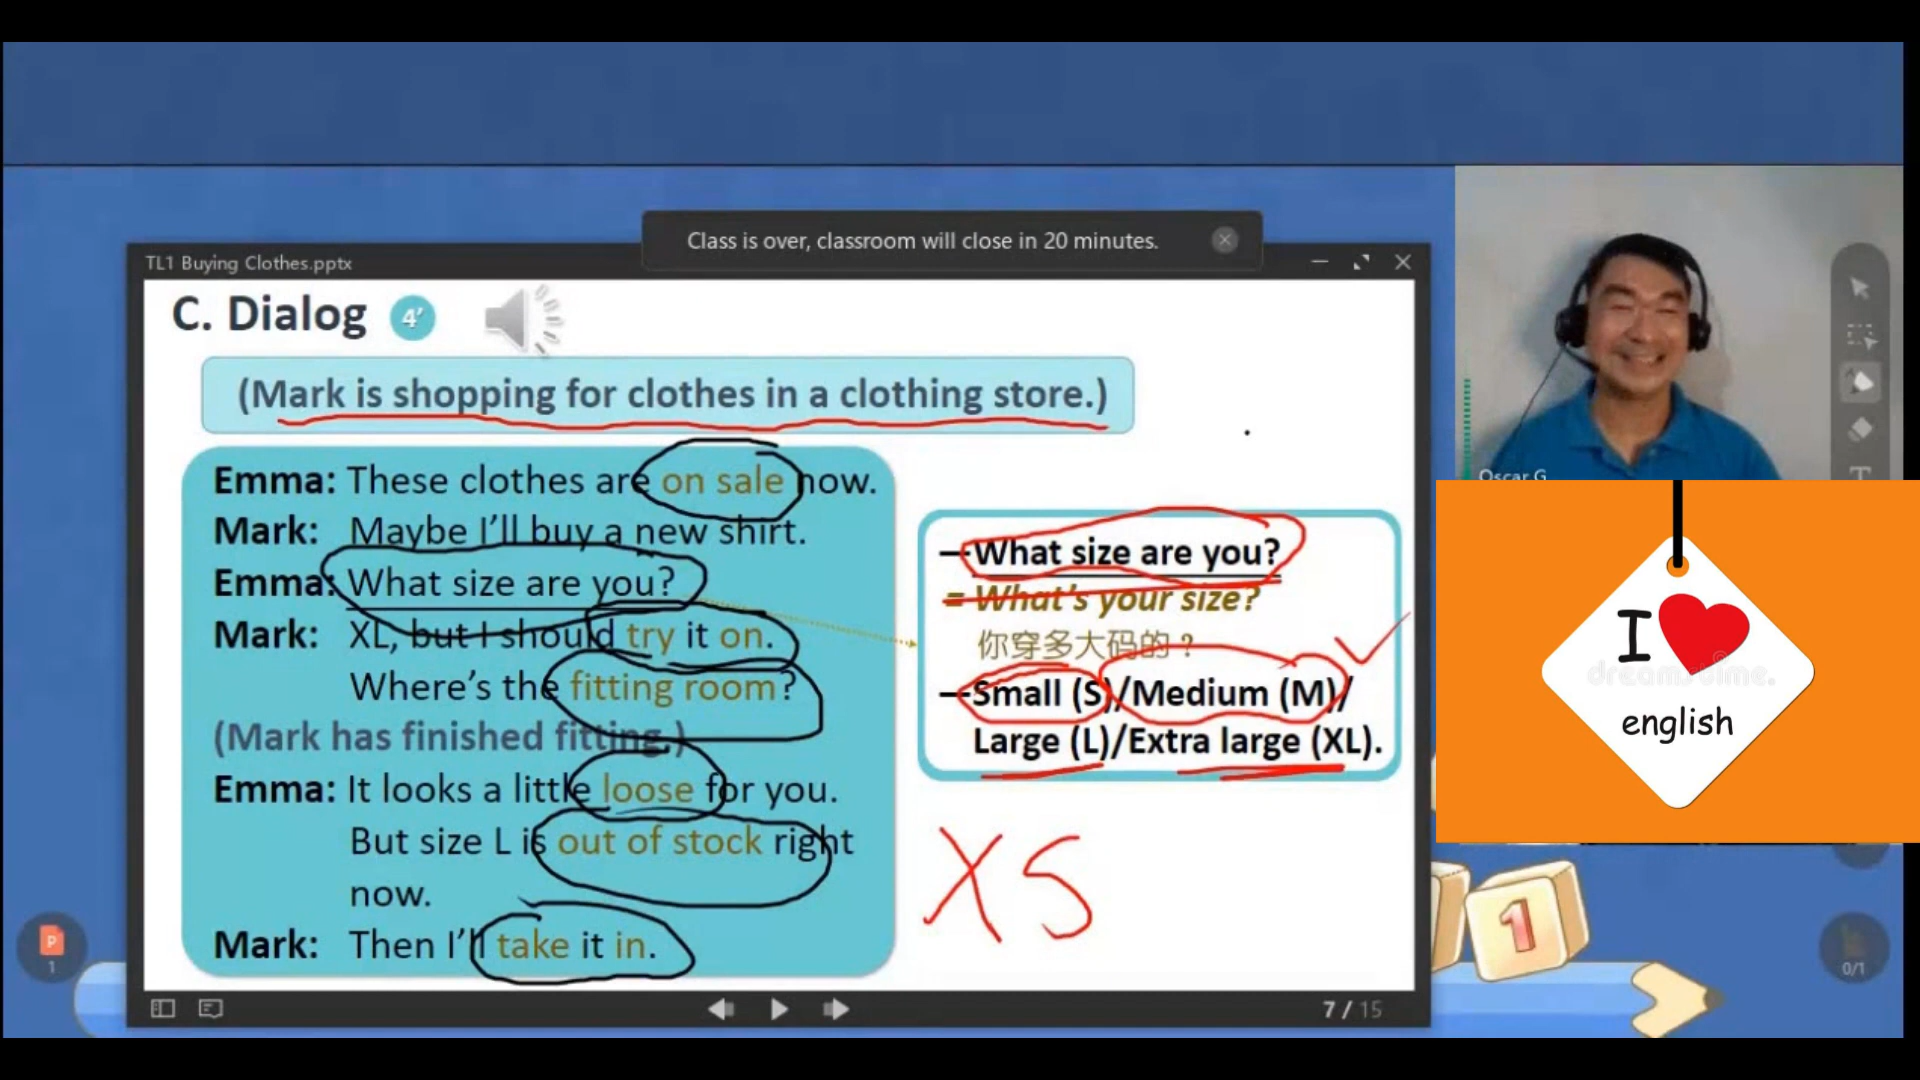 Class is over, classroom will close in 20 minutes.
TL1 Buying Clothes.pptx
C. Dialog 4’
(Mark is shopping for clothes in a clothing store.)
Emma: These clothes are on sale now.
Mark: Maybe I’ll buy a new shirt.
Emma: What size are you?
Mark: XL, but I should try it on.
Where’s the fitting room?
(Mark has finished fitting.)
Emma: It looks a little loose for you.
But size L is out of stock right
now.
Mark: Then I’ll take it in.
—What size are you?
= What’s your size?
你穿多大码的？
—Small (S)/Medium (M)/
Large (L)/Extra large (XL).
XS
7 / 15
Oscar G
T
I
dreamstime.
english
1
P
1
0/1